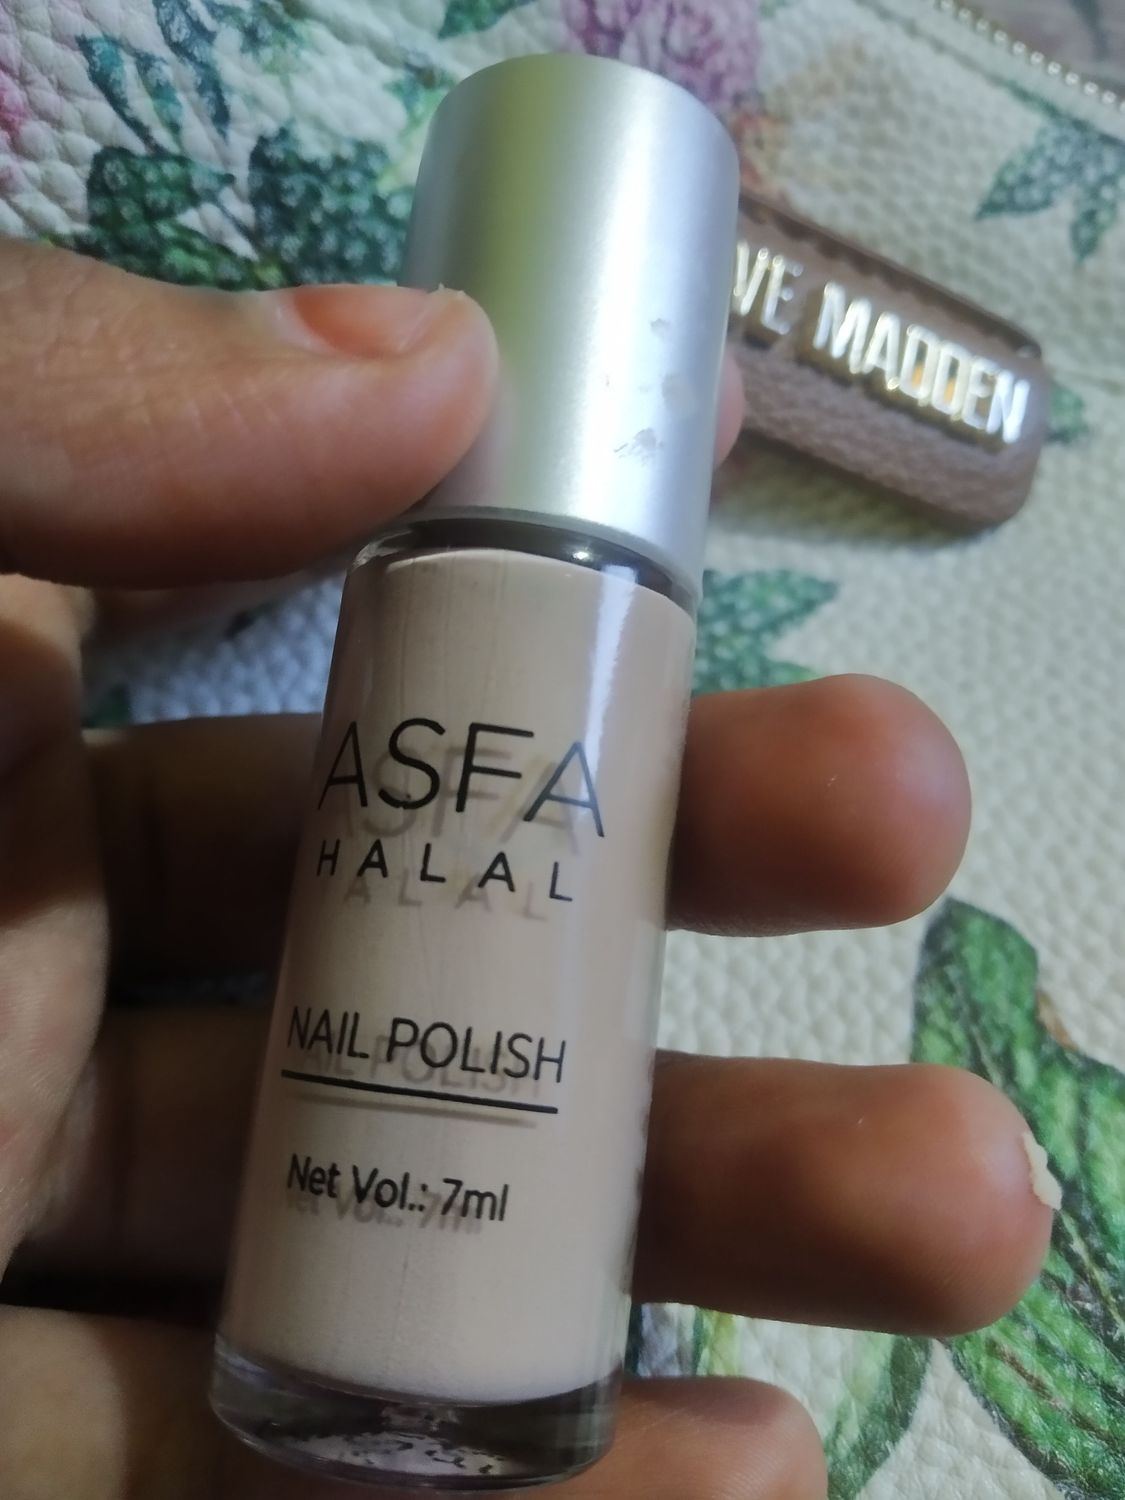 VE MADDEN
ASFA
HALAL
NAIL POLISH
Net Vol.: 7ml